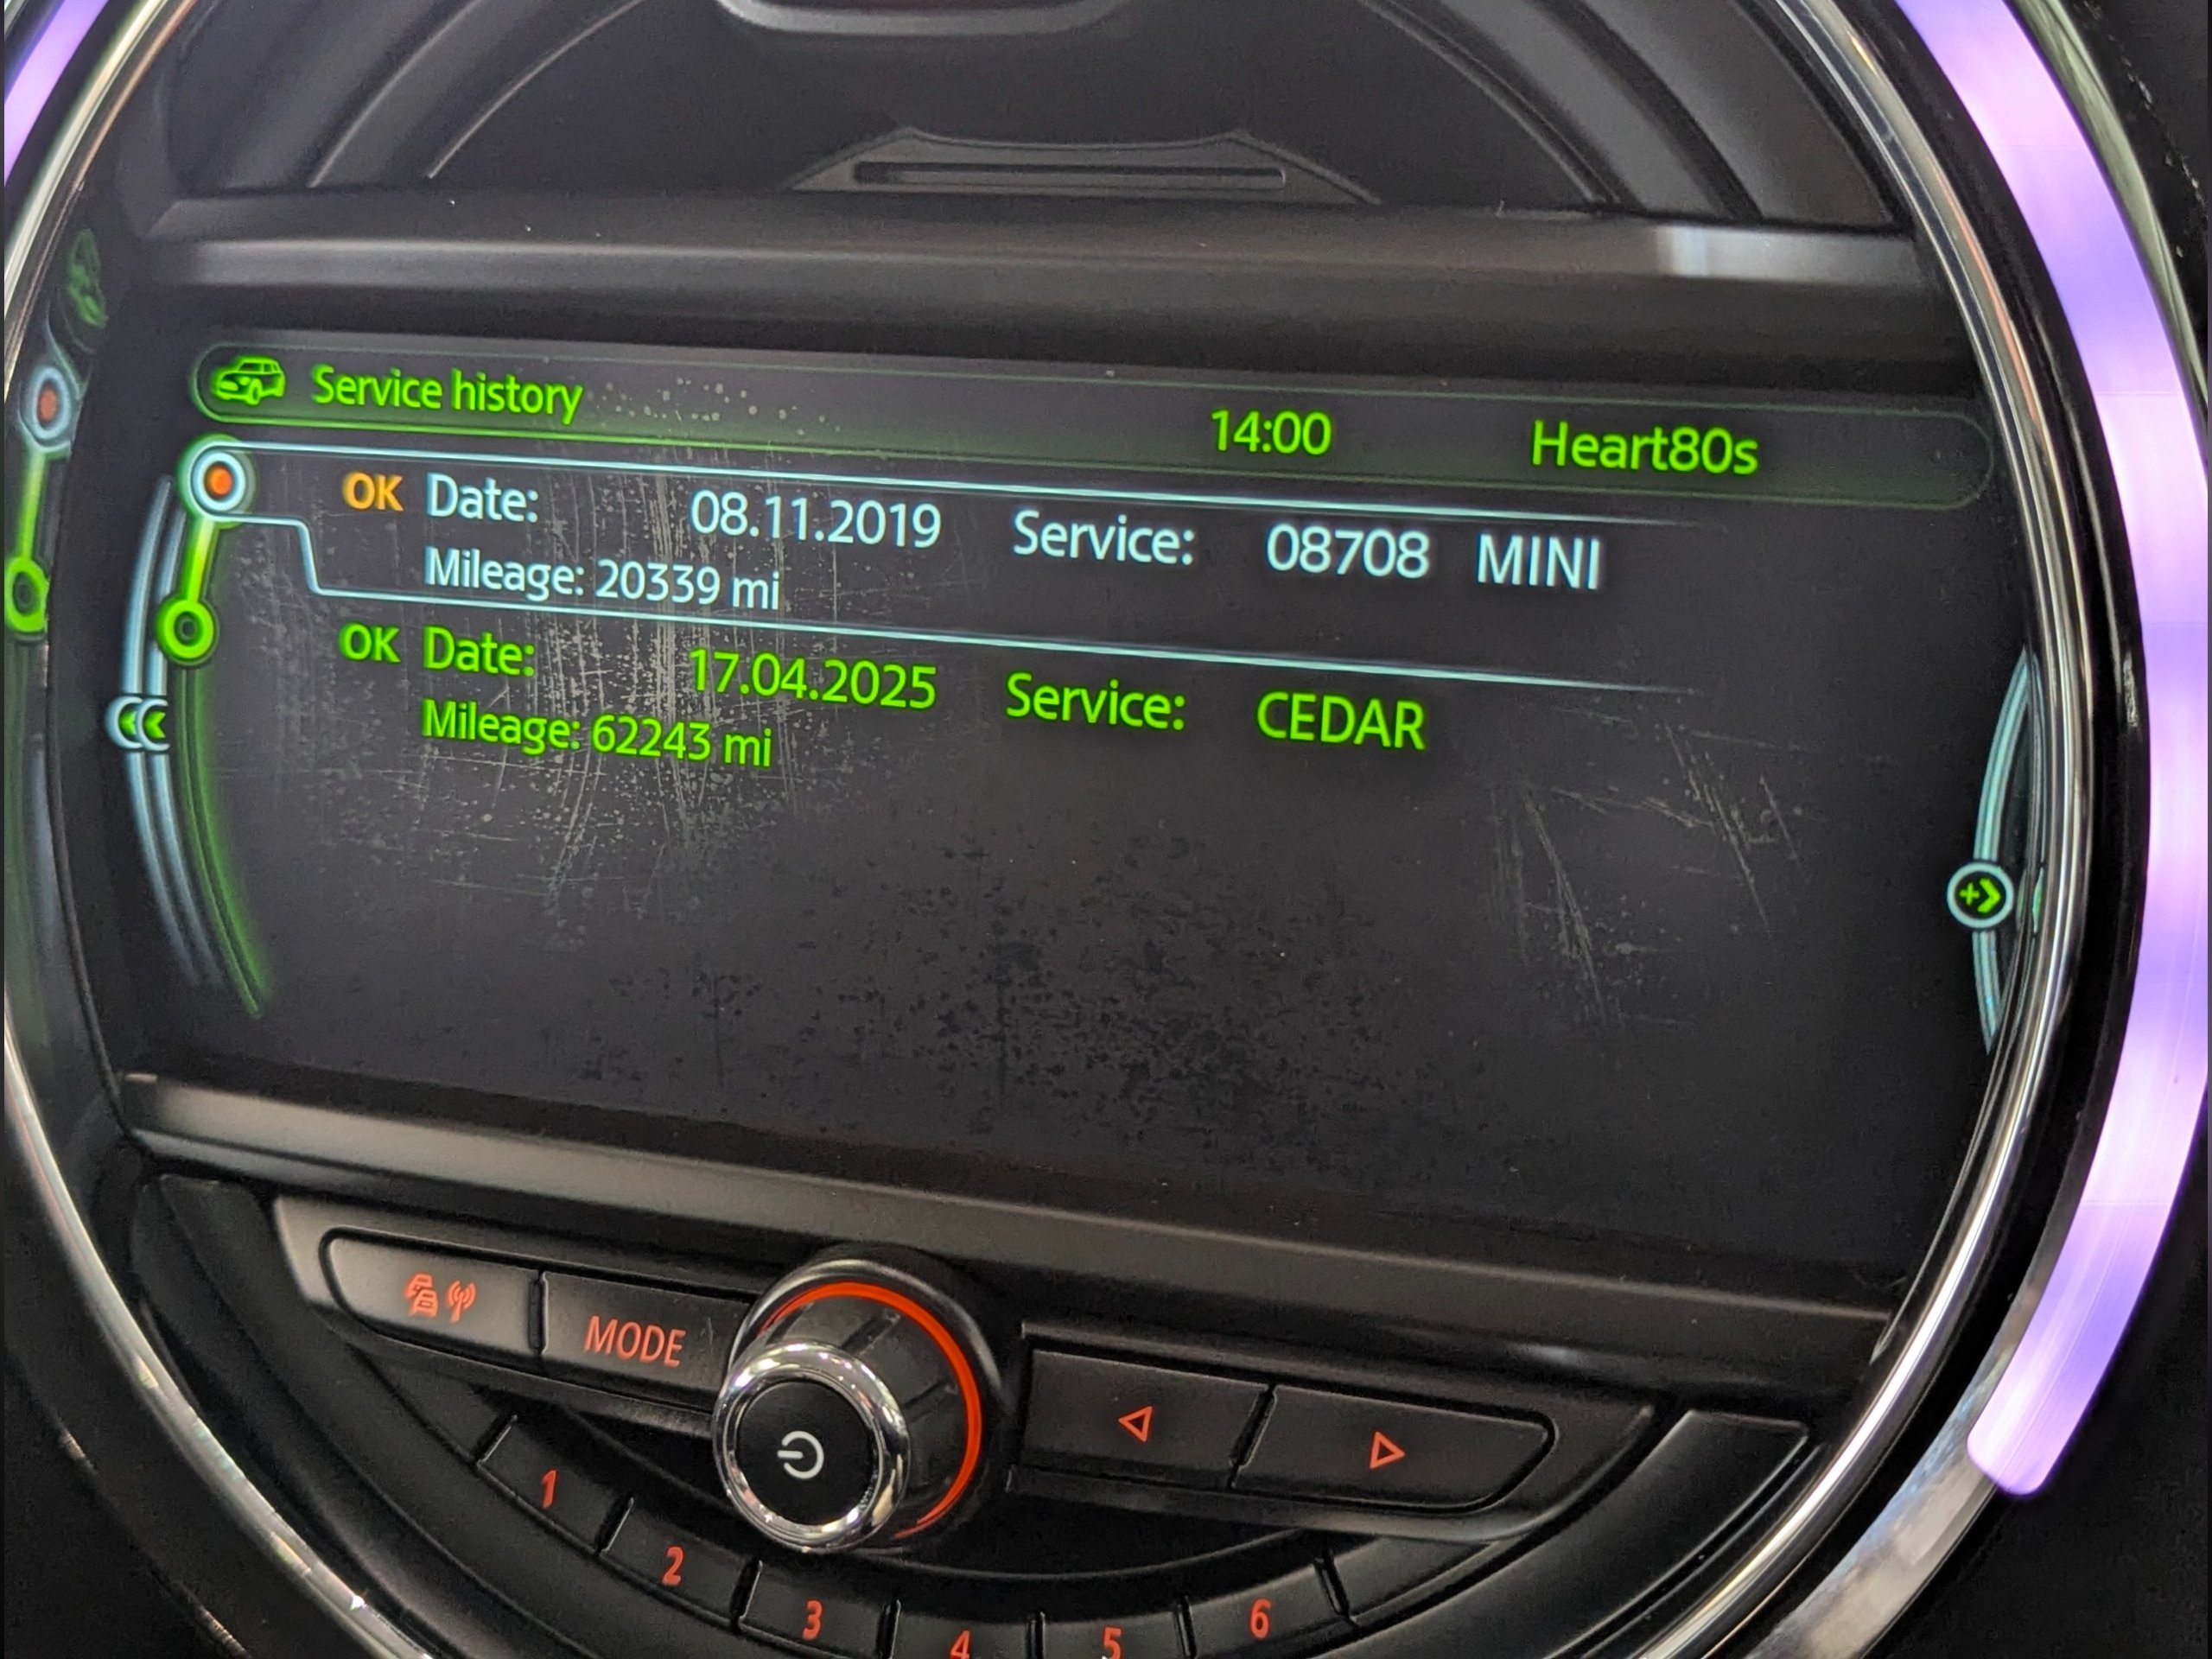 Service history 14:00 Heart80s
OK Date: 08.11.2019 Service: 08708 MINI
Mileage: 20339 mi
OK Date: 17.04.2025 Service: CEDAR
Mileage: 62243 mi
MODE
1
2
3
4
5
6